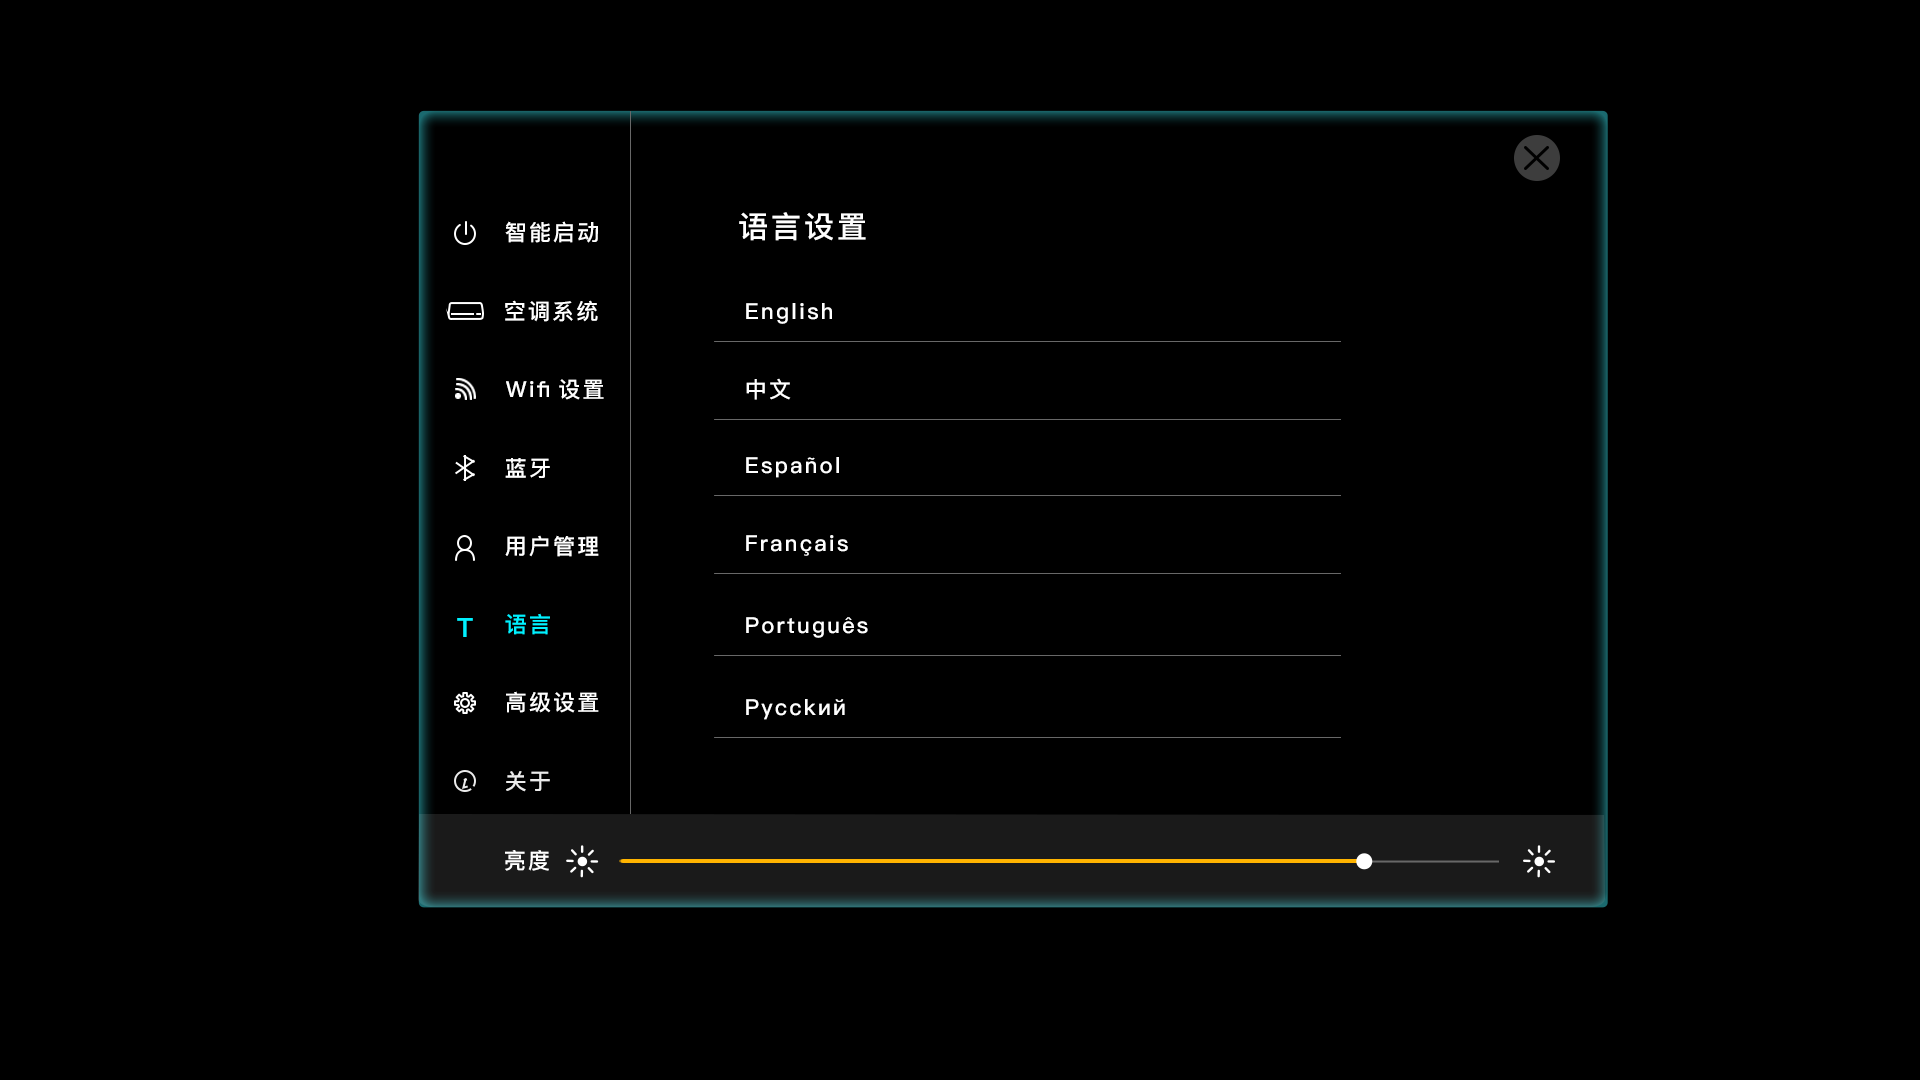 智能启动
空调系统
Wifi 设置
蓝牙
用户管理
T 语言
高级设置
关于
语言设置
English
中文
Español
Français
Português
Русский
亮度